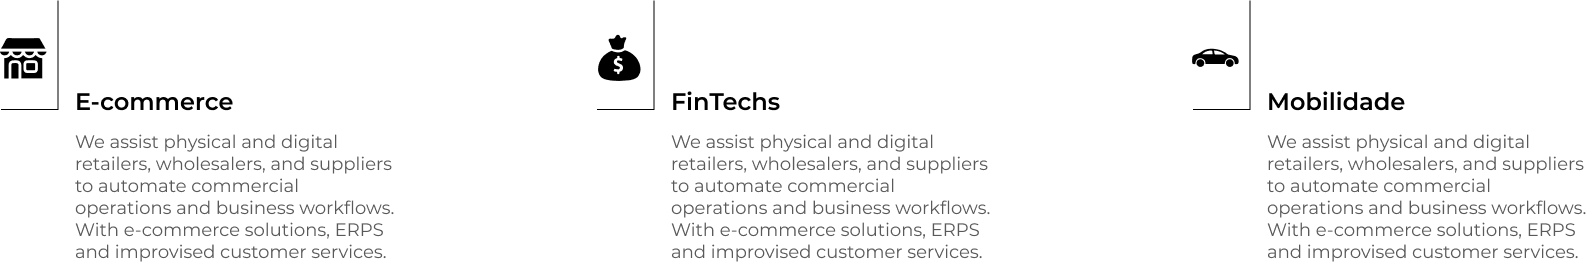 E-commerce
We assist physical and digital
retailers, wholesalers, and suppliers
to automate commercial
operations and business workflows.
With e-commerce solutions, ERPS
and improvised customer services.
$
FinTechs
We assist physical and digital
retailers, wholesalers, and suppliers
to automate commercial
operations and business workflows.
With e-commerce solutions, ERPS
and improvised customer services.
Mobilidade
We assist physical and digital
retailers, wholesalers, and suppliers
to automate commercial
operations and business workflows.
With e-commerce solutions, ERPS
and improvised customer services.